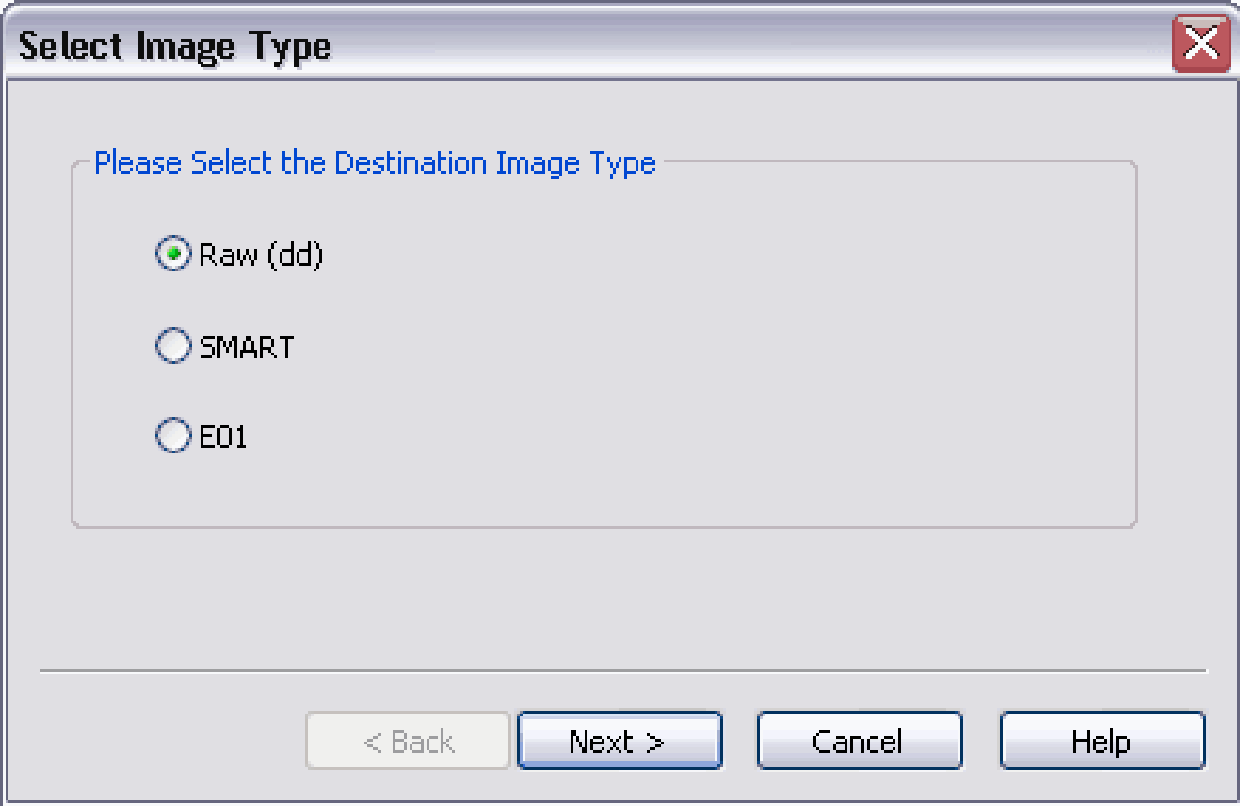 Select Image Type
Please Select the Destination Image Type
Raw (dd)
SMART
E01
< Back Next > Cancel Help